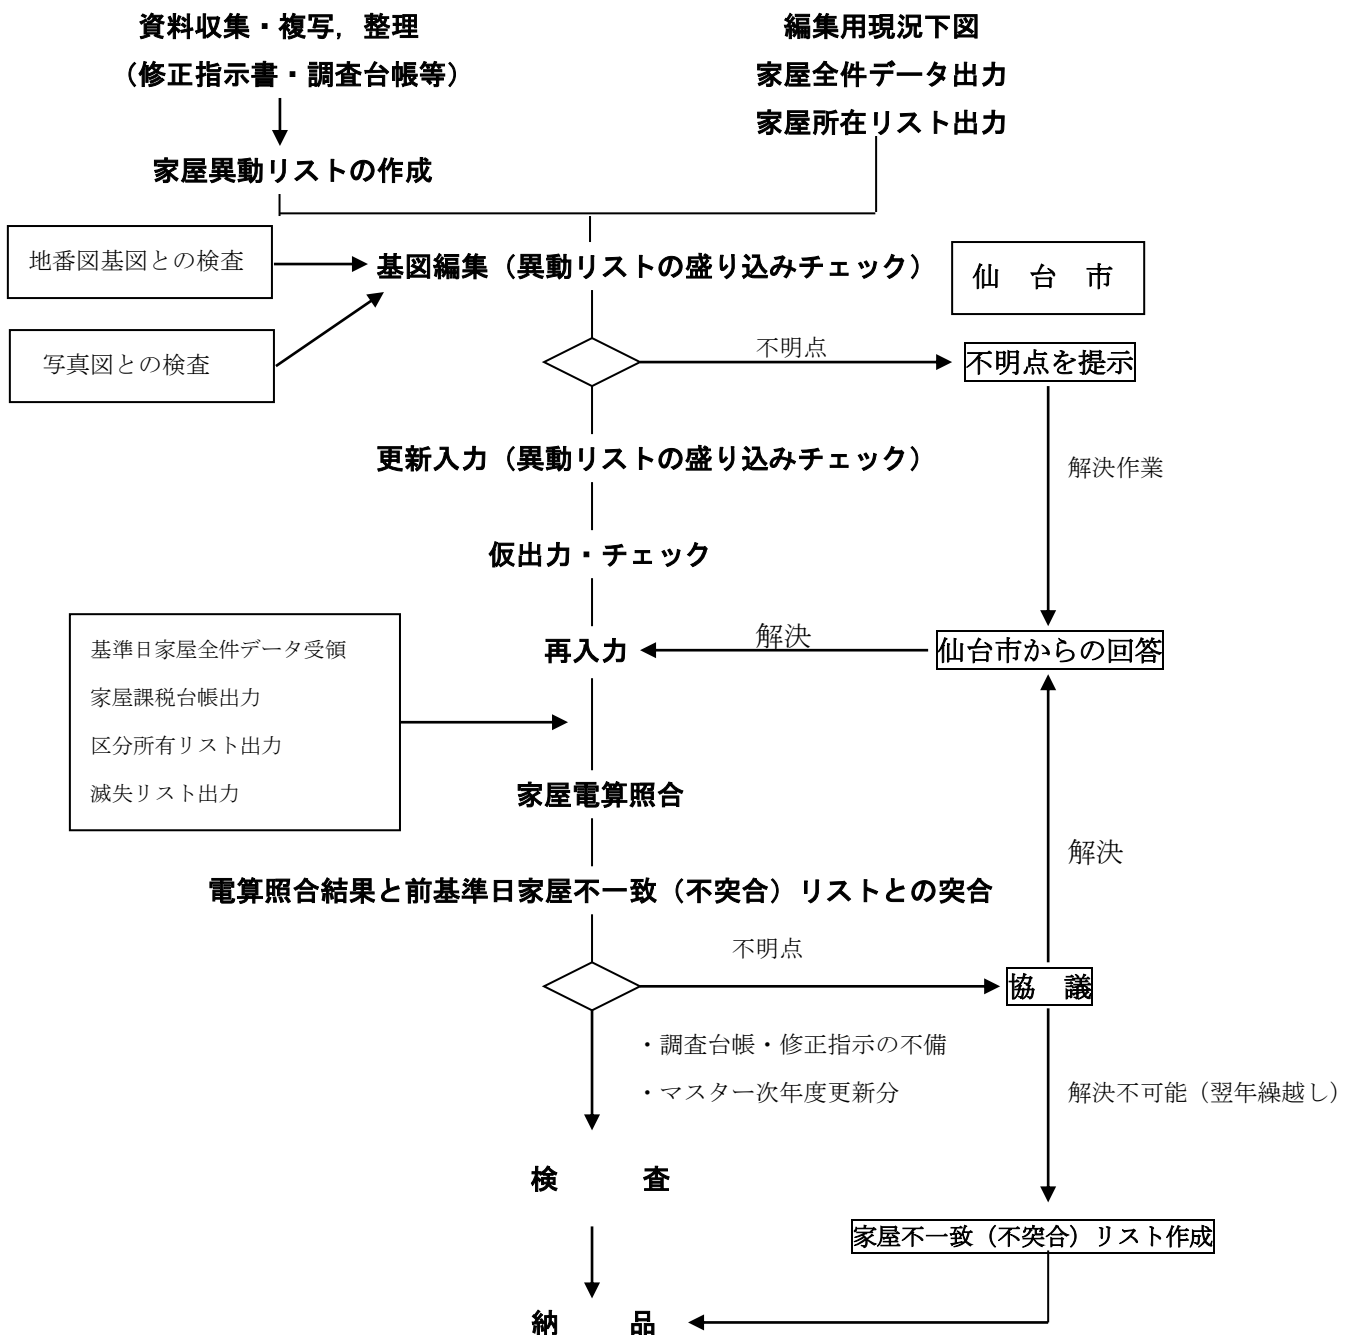 資料収集・複写，整理
（修正指示書・調査台帳等）
編集用現況下図
家屋全件データ出力
家屋所在リスト出力
家屋異動リストの作成
地番図基図との検査
基図編集（異動リストの盛り込みチェック）
仙　台　市
写真図との検査
不明点
不明点を提示
更新入力（異動リストの盛り込みチェック）
解決作業
仮出力・チェック
基準日家屋全件データ受領
家屋課税台帳出力
区分所有リスト出力
滅失リスト出力
再入力
解決
仙台市からの回答
家屋電算照合
解決
電算照合結果と前基準日家屋不一致（不突合）リストとの突合
不明点
協　議
・調査台帳・修正指示の不備
・マスター次年度更新分
解決不可能（翌年繰越し）
検　　　査
家屋不一致（不突合）リスト作成
納　　　品